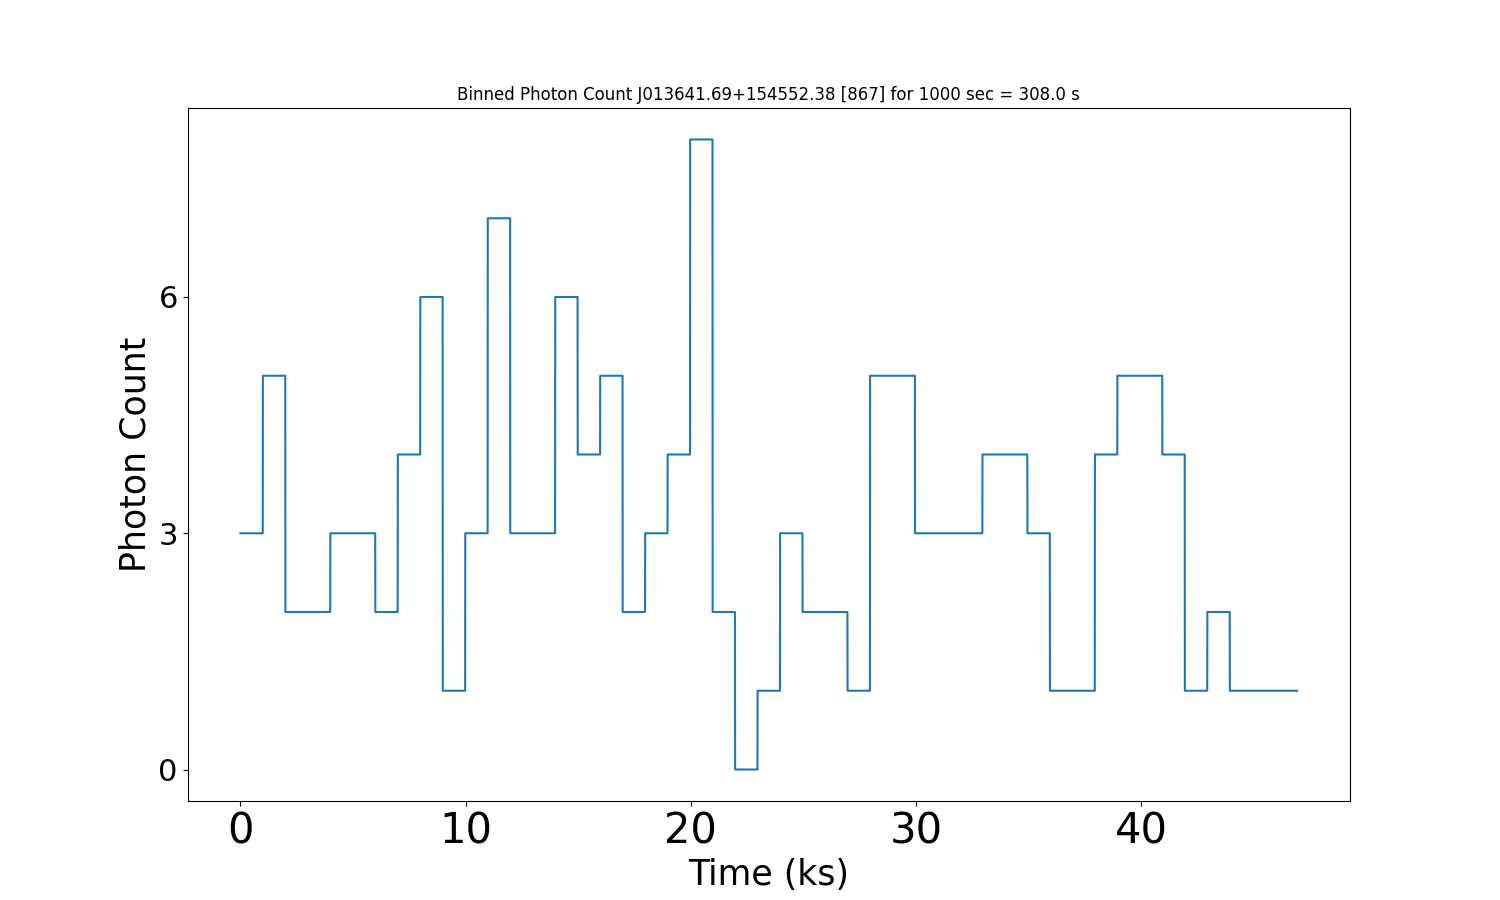 Binned Photon Count J013641.69+154552.38 [867] for 1000 sec = 308.0 s
Photon Count
6
3
0
0 10 20 30 40
Time (ks)